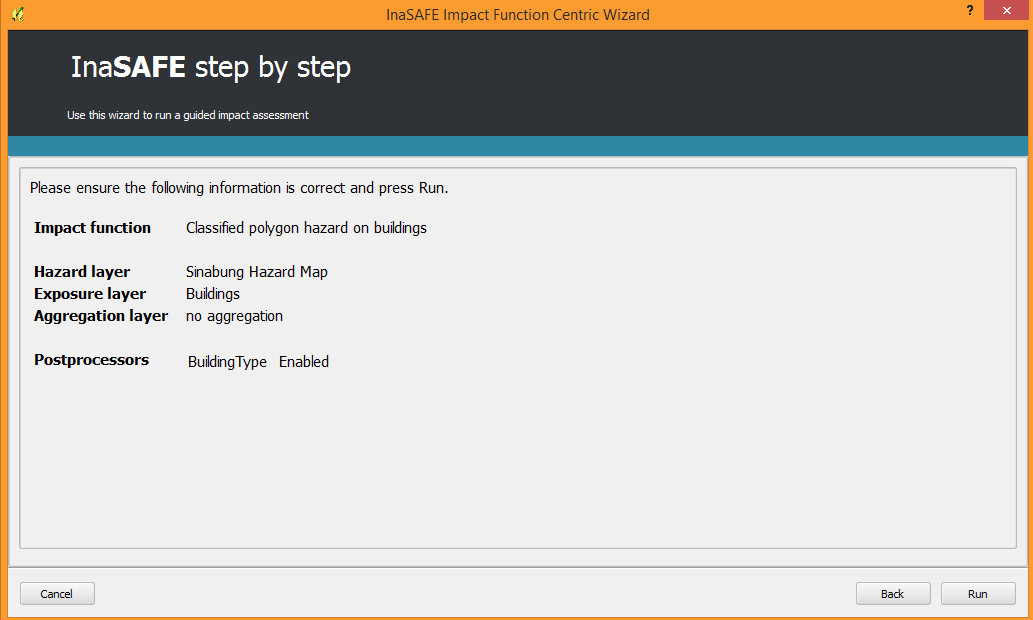 InaSAFE Impact Function Centric Wizard
?
InaSAFE step by step
Use this wizard to run a guided impact assessment
Please ensure the following information is correct and press Run.
Impact function Classified polygon hazard on buildings
Hazard layer Sinabung Hazard Map
Exposure layer Buildings
Aggregation layer no aggregation
Postprocessors BuildingType Enabled
Cancel Back Run